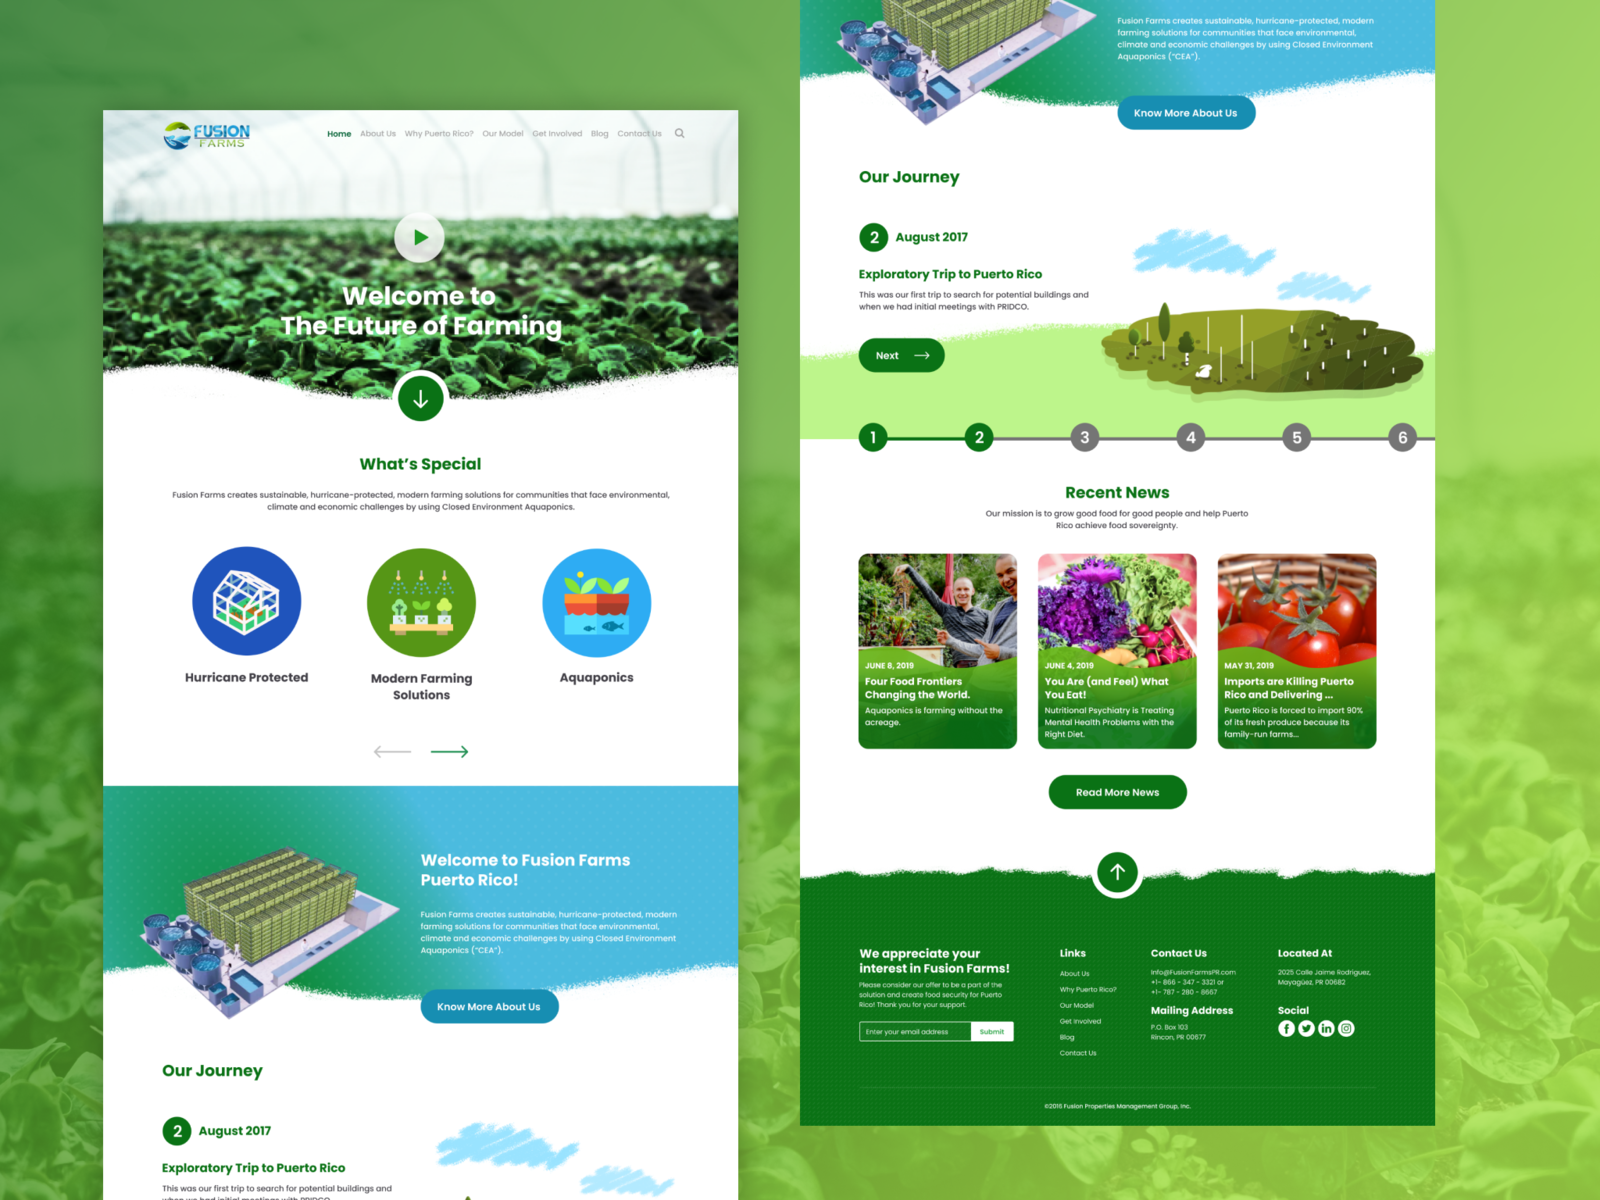 FUSION
FARMS
Home About Us Why Puerto Rico? Our Model Get Involved Blog Contact Us
Welcome to
The Future of Farming
What's Special
Fusion Farms creates sustainable, hurricane-protected, modern farming solutions for communities that face environmental,
climate and economic challenges by using Closed Environment Aquaponics.
Hurricane Protected
Modern Farming
Solutions
Aquaponics
Welcome to Fusion Farms
Puerto Rico!
Fusion Farms creates sustainable, hurricane-protected, modern
farming solutions for communities that face environmental,
climate and economic challenges by using Closed Environment
Aquaponics ("CEA").
Know More About Us
Our Journey
2 August 2017
Exploratory Trip to Puerto Rico
This was our first trip to search for potential buildings and
when we had initial meetings with PRIDCO.
Fusion Farms creates sustainable, hurricane-protected, modern
farming solutions for communities that face environmental,
climate and economic challenges by using Closed Environment
Aquaponics ("CEA").
Know More About Us
Our Journey
2 August 2017
Exploratory Trip to Puerto Rico
This was our first trip to search for potential buildings and
when we had initial meetings with PRIDCO.
Next
1 2 3 4 5 6
Recent News
Our mission is to grow good food for good people and help Puerto
Rico achieve food sovereignty.
JUNE 8, 2019
Four Food Frontiers
Changing the World.
Aquaponics is farming without the
acreage.
JUNE 4, 2019
You Are (and Feel) What
You Eat!
Nutritional Psychiatry is Treating
Mental Health Problems with the
Right Diet.
MAY 31, 2019
Imports are Killing Puerto
Rico and Delivering ...
Puerto Rico is forced to import 90%
of its fresh produce because its
family-run farms...
Read More News
We appreciate your
interest in Fusion Farms!
Please consider our offer to be a part of the
solution and create food security for Puerto
Rico! Thank you for your support.
Enter your email address
Submit
Links
About Us
Why Puerto Rico?
Our Model
Get Involved
Blog
Contact Us
Contact Us
Info@FusionFarmsPR.com
+1- 866 - 347 - 3321 or
+1- 787 - 280 - 8667
Mailing Address
P.O. Box 103
Rincon, PR 00677
Located At
2025 Calle Jaime Rodriguez,
Mayagüez, PR 00682
Social
©2015 Fusion Properties Management Group, Inc.